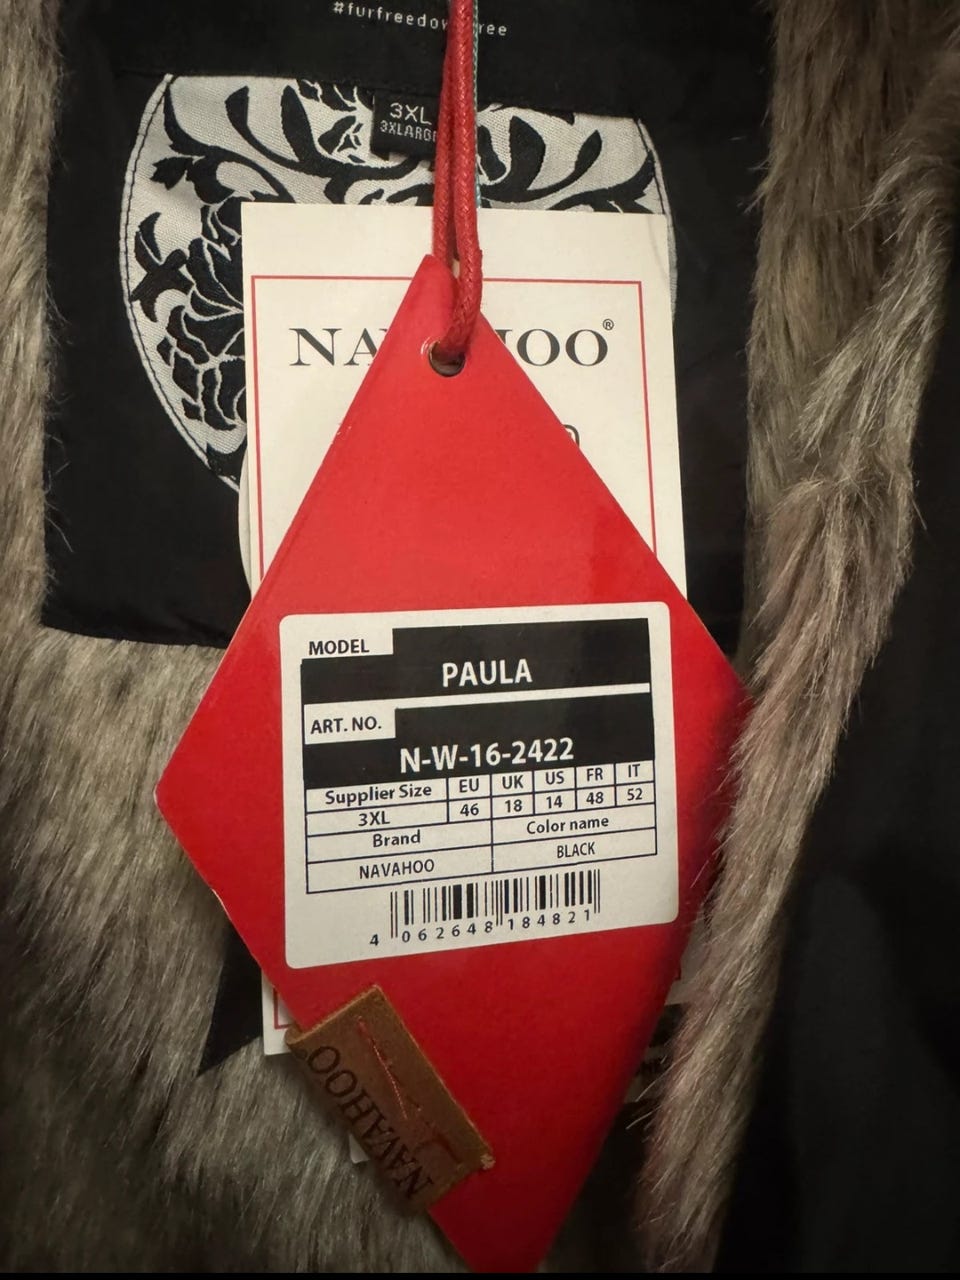 3XL
NAVAHOO
MODEL
PAULA
ART. NO.
N-W-16-2422
Supplier Size EU UK US FR IT
3XL 46 18 14 48 52
Brand Color name
NAVAHOO BLACK
4 062648 184821
NAVAHOO